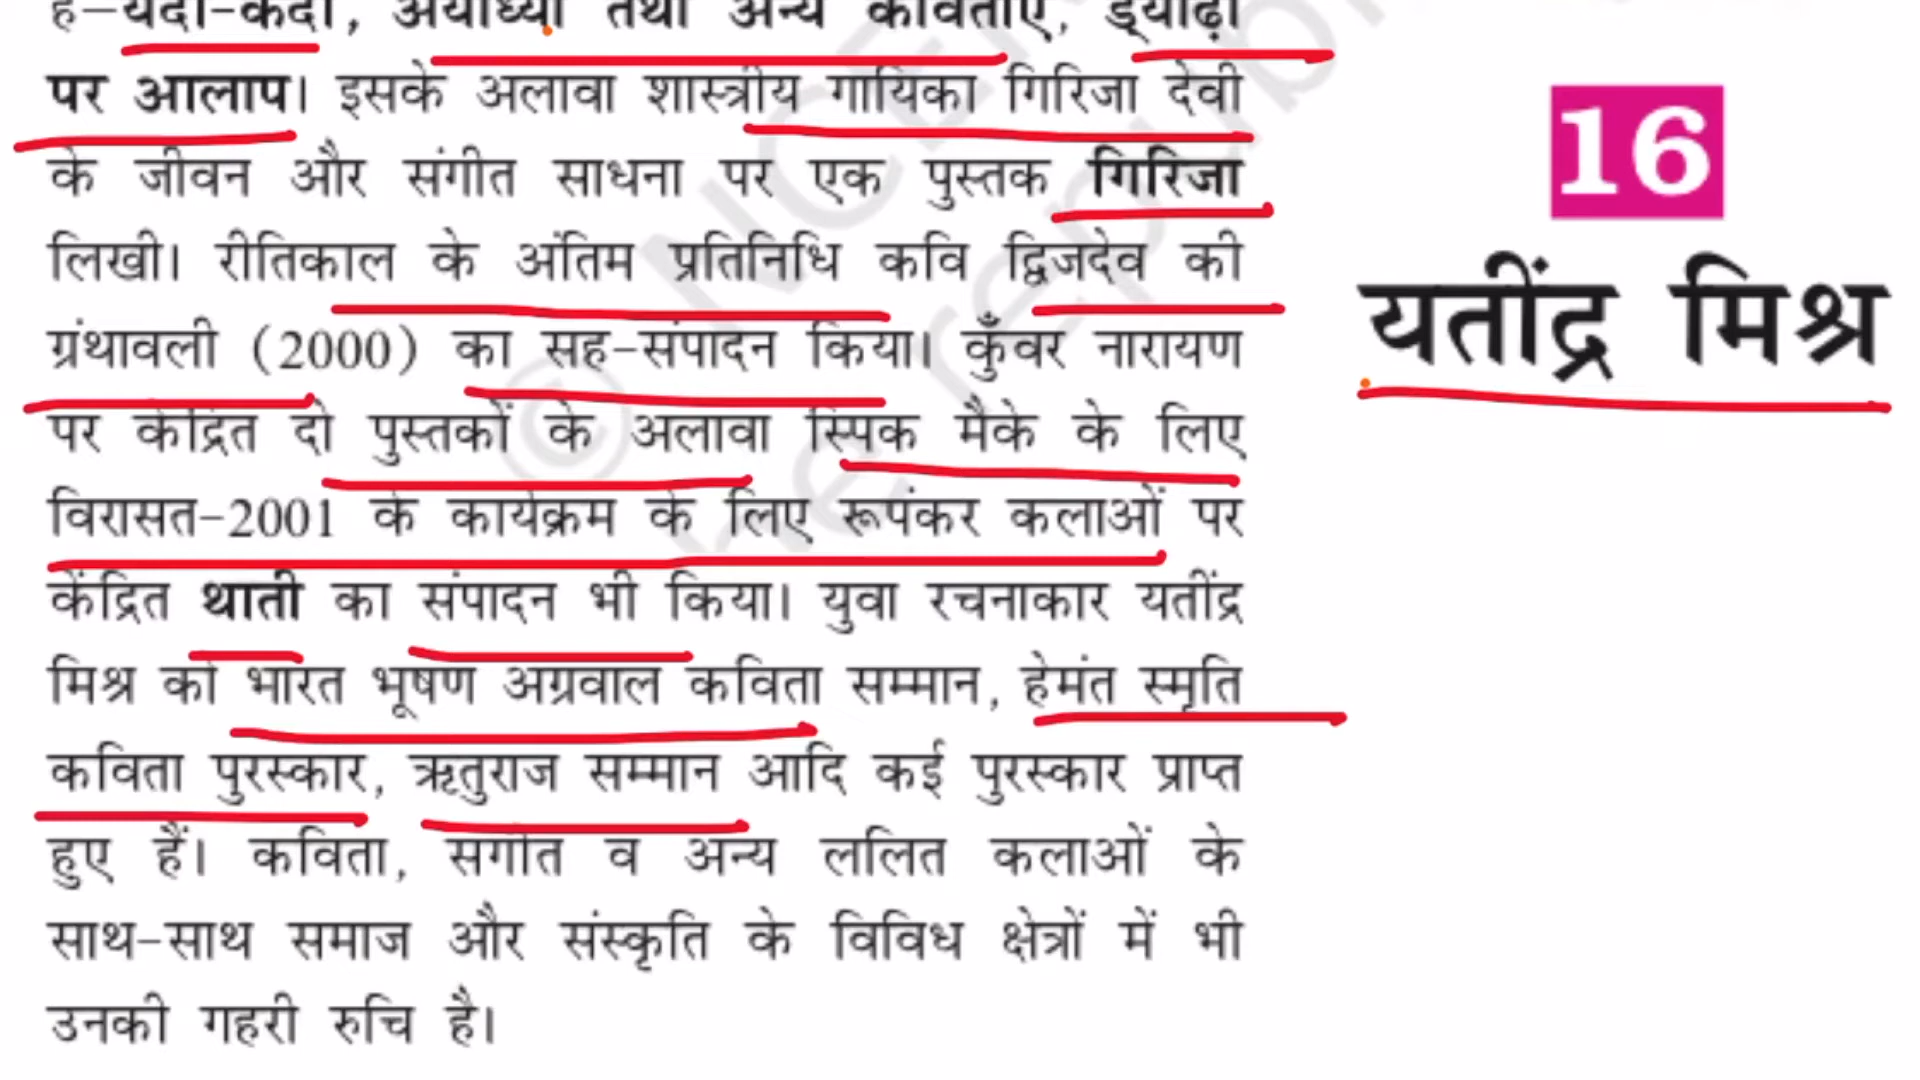 है–यदा-कदा, अयोध्या तथा अन्य कविताएँ, ड्योढ़ी
पर आलाप। इसके अलावा शास्त्रीय गायिका गिरिजा देवी
के जीवन और संगीत साधना पर एक पुस्तक गिरिजा
लिखी। रीतिकाल के अंतिम प्रतिनिधि कवि द्विजदेव की
ग्रंथावली (2000) का सह-संपादन किया। कुँवर नारायण
पर केंद्रित दो पुस्तकों के अलावा स्पिक मैके के लिए
विरासत-2001 के कार्यक्रम के लिए रूपंकर कलाओं पर
केंद्रित थाती का संपादन भी किया। युवा रचनाकार यतींद्र
मिश्र को भारत भूषण अग्रवाल कविता सम्मान, हेमंत स्मृति
कविता पुरस्कार, ऋतुराज सम्मान आदि कई पुरस्कार प्राप्त
हुए हैं। कविता, संगीत व अन्य ललित कलाओं के
साथ-साथ समाज और संस्कृति के विविध क्षेत्रों में भी
उनकी गहरी रुचि है।
16
यतींद्र मिश्र